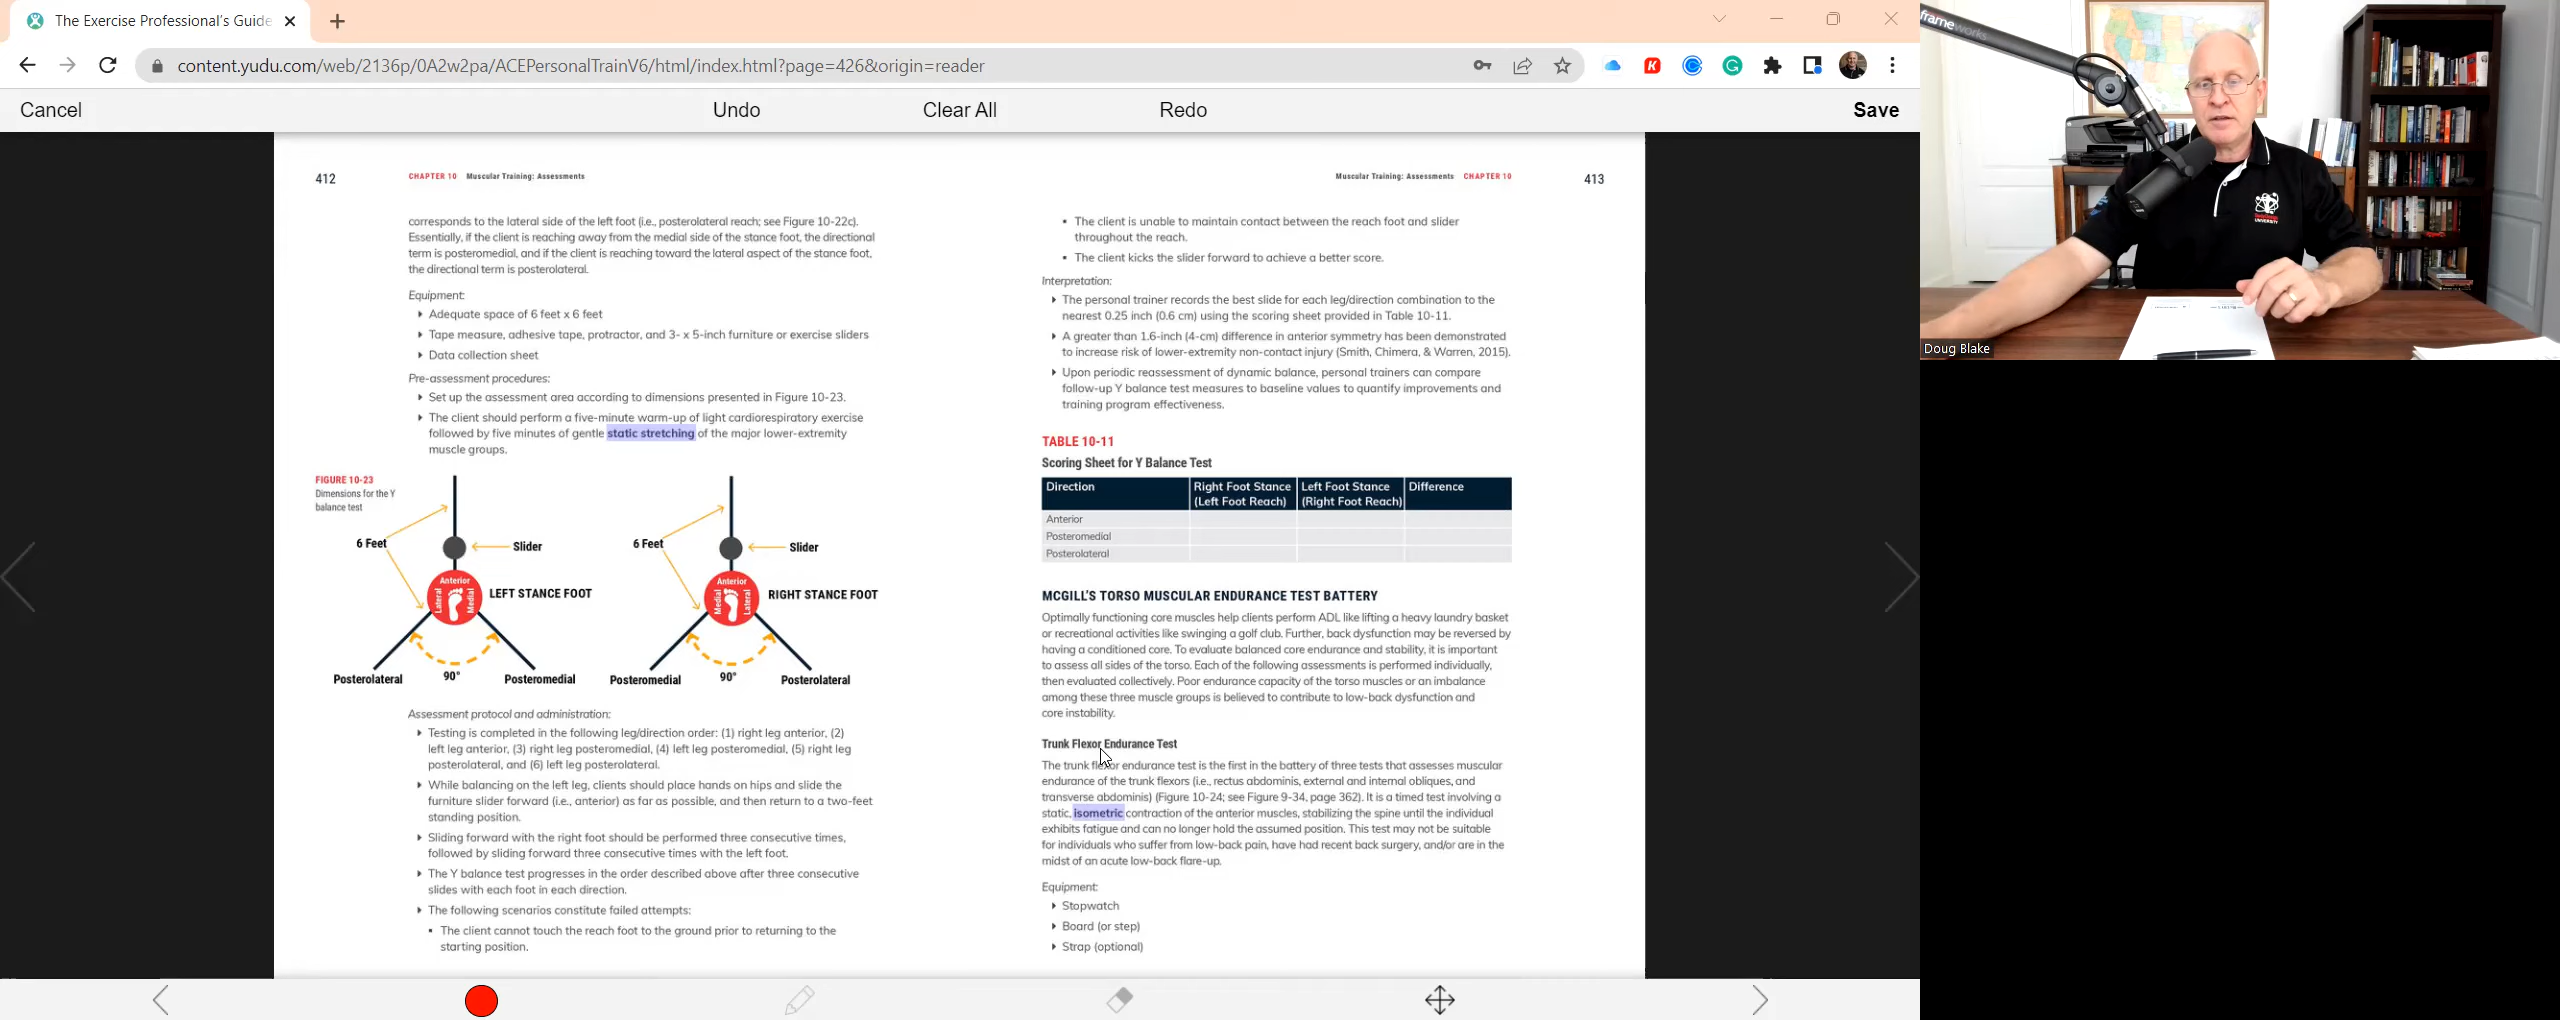 The Exercise Professional's Guide
content.yudu.com/web/2136p/0A2w2pa/ACEPersonalTrainV6/html/index.html?page=426&origin=reader
Cancel
Undo
Clear All
Redo
Save
412
CHAPTER 10 Muscular Training: Assessments
corresponds to the lateral side of the left foot (i.e., posterolateral reach; see Figure 10-22c).
Essentially, if the client is reaching away from the medial side of the stance foot, the directional
term is posteromedial, and if the client is reaching toward the lateral aspect of the stance foot,
the directional term is posterolateral.
Equipment:
Adequate space of 6 feet x 6 feet
Tape measure, adhesive tape, protractor, and 3- x 5-inch furniture or exercise sliders
Data collection sheet
Pre-assessment procedures:
Set up the assessment area according to dimensions presented in Figure 10-23.
The client should perform a five-minute warm-up of light cardiorespiratory exercise
followed by five minutes of gentle static stretching of the major lower-extremity
muscle groups.
FIGURE 10-23
Dimensions for the Y
balance test
6 Feet
Slider
Anterior
Lateral
Medial
LEFT STANCE FOOT
Posterolateral
90°
Posteromedial
6 Feet
Slider
Anterior
Medial
Lateral
RIGHT STANCE FOOT
Posteromedial
90°
Posterolateral
Assessment protocol and administration:
Testing is completed in the following leg/direction order: (1) right leg anterior, (2)
left leg anterior, (3) right leg posteromedial, (4) left leg posteromedial, (5) right leg
posterolateral, and (6) left leg posterolateral.
While balancing on the left leg, clients should place hands on hips and slide the
furniture slider forward (i.e., anterior) as far as possible, and then return to a two-feet
standing position.
Sliding forward with the right foot should be performed three consecutive times,
followed by sliding forward three consecutive times with the left foot.
The Y balance test progresses in the order described above after three consecutive
slides with each foot in each direction.
The following scenarios constitute failed attempts:
The client cannot touch the reach foot to the ground prior to returning to the
starting position.
Muscular Training: Assessments CHAPTER 10
413
The client is unable to maintain contact between the reach foot and slider
throughout the reach.
The client kicks the slider forward to achieve a better score.
Interpretation:
The personal trainer records the best slide for each leg/direction combination to the
nearest 0.25 inch (0.6 cm) using the scoring sheet provided in Table 10-11.
A greater than 1.6-inch (4-cm) difference in anterior symmetry has been demonstrated
to increase risk of lower-extremity non-contact injury (Smith, Chimera, & Warren, 2015).
Upon periodic reassessment of dynamic balance, personal trainers can compare
follow-up Y balance test measures to baseline values to quantify improvements and
training program effectiveness.
TABLE 10-11
Scoring Sheet for Y Balance Test
Direction
Right Foot Stance
(Left Foot Reach)
Left Foot Stance
(Right Foot Reach)
Difference
Anterior
Posteromedial
Posterolateral
MCGILL'S TORSO MUSCULAR ENDURANCE TEST BATTERY
Optimally functioning core muscles help clients perform ADL like lifting a heavy laundry basket
or recreational activities like swinging a golf club. Further, back dysfunction may be reversed by
having a conditioned core. To evaluate balanced core endurance and stability, it is important
to assess all sides of the torso. Each of the following assessments is performed individually,
then evaluated collectively. Poor endurance capacity of the torso muscles or an imbalance
among these three muscle groups is believed to contribute to low-back dysfunction and
core instability.
Trunk Flexor Endurance Test
The trunk flexor endurance test is the first in the battery of three tests that assesses muscular
endurance of the trunk flexors (i.e., rectus abdominis, external and internal obliques, and
transverse abdominis) (Figure 10-24; see Figure 9-34, page 362). It is a timed test involving a
static, isometric contraction of the anterior muscles, stabilizing the spine until the individual
exhibits fatigue and can no longer hold the assumed position. This test may not be suitable
for individuals who suffer from low-back pain, have had recent back surgery, and/or are in the
midst of an acute low-back flare-up.
Equipment:
Stopwatch
Board (or step)
Strap (optional)
frameworks
UNIVERSITY
Doug Blake